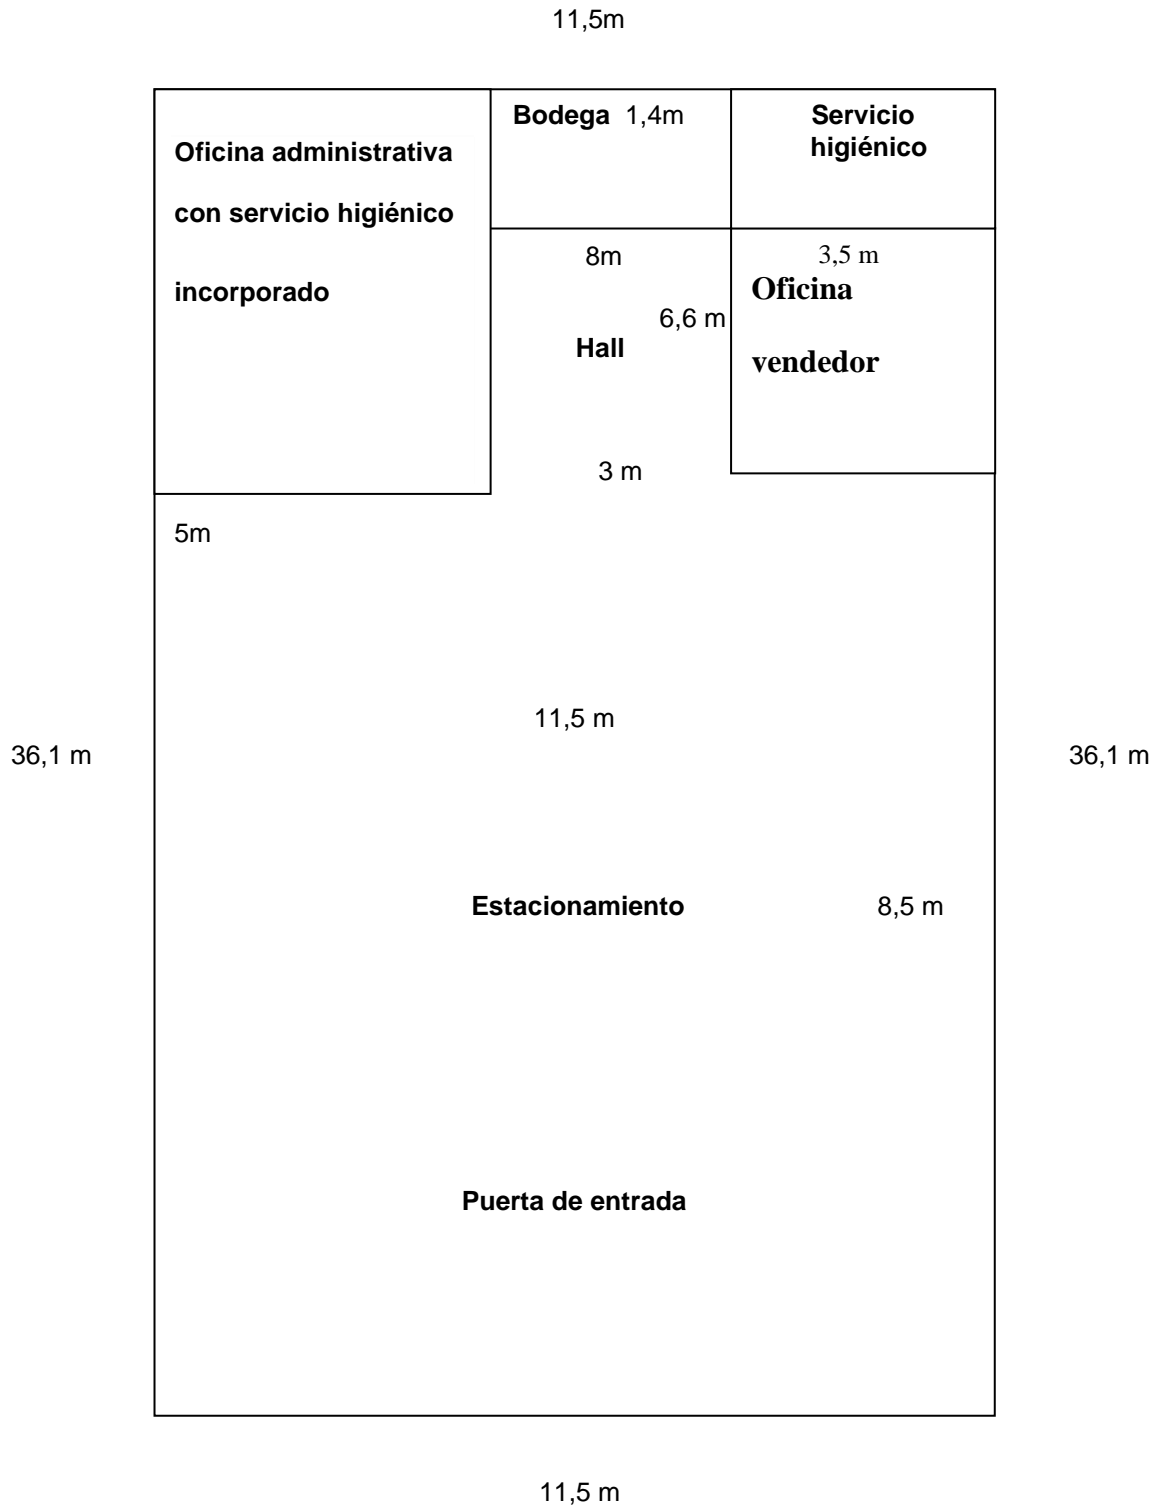 11,5m
Bodega 1,4m
Servicio
higiénico
Oficina administrativa
con servicio higiénico
incorporado
8m
3,5 m
Oficina
6,6 m
Hall
vendedor
3 m
5m
11,5 m
36,1 m
36,1 m
Estacionamiento
8,5 m
Puerta de entrada
11,5 m